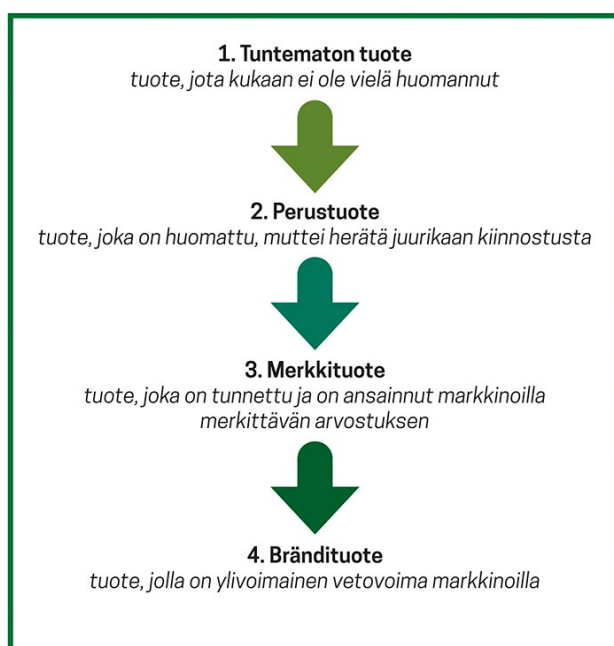 1. Tuntematon tuote
tuote, jota kukaan ei ole vielä huomannut
2. Perustuote
tuote, joka on huomattu, muttei herätä juurikaan kiinnostusta
3. Merkkituote
tuote, joka on tunnettu ja on ansainnut markkinoilla
merkittävän arvostuksen
4. Brändituote
tuote, jolla on ylivoimainen vetovoima markkinoilla